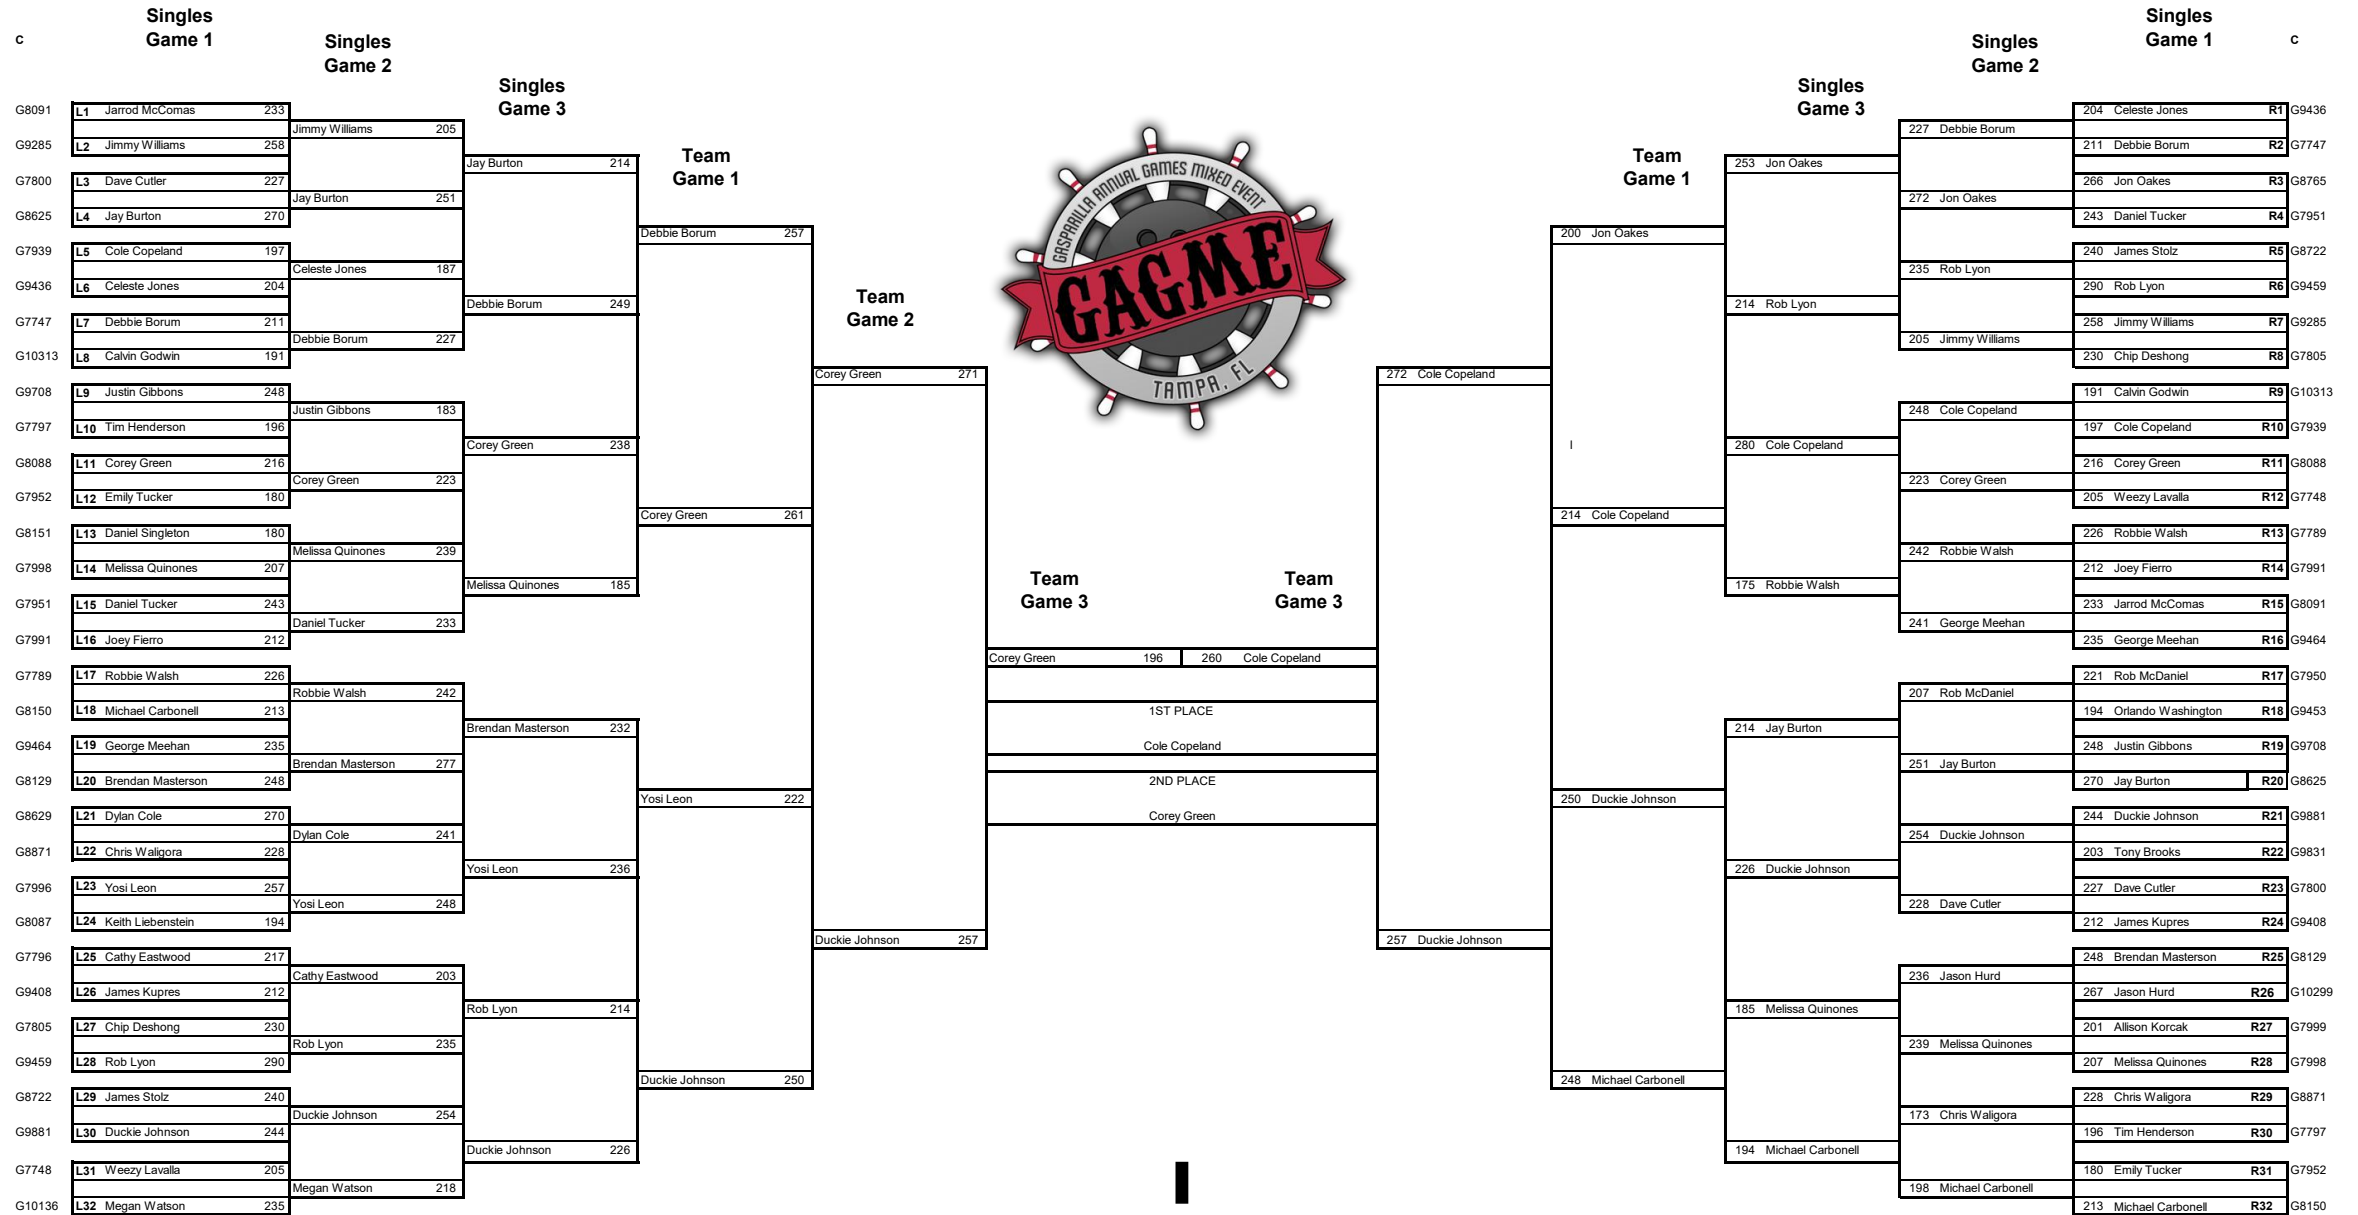 C
Singles
Game 1
Singles
Game 2
Singles
Game 3
Team
Game 1
Team
Game 2
Team
Game 3
G8091 L1 Jarrod McComas 233
G9285 L2 Jimmy Williams 258
G7800 L3 Dave Cutler 227
G8625 L4 Jay Burton 270
G7939 L5 Cole Copeland 197
G9436 L6 Celeste Jones 204
G7747 L7 Debbie Borum 211
G10313 L8 Calvin Godwin 191
G9708 L9 Justin Gibbons 248
G7797 L10 Tim Henderson 196
G8088 L11 Corey Green 216
G7952 L12 Emily Tucker 180
G8151 L13 Daniel Singleton 180
G7998 L14 Melissa Quinones 207
G7951 L15 Daniel Tucker 243
G7991 L16 Joey Fierro 212
G7789 L17 Robbie Walsh 226
G8150 L18 Michael Carbonell 213
G9464 L19 George Meehan 235
G8129 L20 Brendan Masterson 248
G8629 L21 Dylan Cole 270
G8871 L22 Chris Waligora 228
G7996 L23 Yosi Leon 257
G8087 L24 Keith Liebenstein 194
G7796 L25 Cathy Eastwood 217
G9408 L26 James Kupres 212
G7805 L27 Chip Deshong 230
G9459 L28 Rob Lyon 290
G8722 L29 James Stolz 240
G9881 L30 Duckie Johnson 244
G7748 L31 Weezy Lavalla 205
G10136 L32 Megan Watson 235
Jimmy Williams 205
Jay Burton 251
Celeste Jones 187
Debbie Borum 227
Justin Gibbons 183
Corey Green 223
Melissa Quinones 239
Daniel Tucker 233
Robbie Walsh 242
Brendan Masterson 277
Dylan Cole 241
Yosi Leon 248
Cathy Eastwood 203
Rob Lyon 235
Duckie Johnson 254
Megan Watson 218
Jay Burton 214
Debbie Borum 249
Corey Green 238
Melissa Quinones 185
Brendan Masterson 232
Yosi Leon 236
Rob Lyon 214
Duckie Johnson 226
Debbie Borum 257
Corey Green 261
Yosi Leon 222
Duckie Johnson 250
Corey Green 271
Duckie Johnson 257
GASPARILLA ANNUAL GAMES MIXED EVENT
GAGME
TAMPA, FL
Corey Green 196
260 Cole Copeland
1ST PLACE
Cole Copeland
2ND PLACE
Corey Green
Team
Game 3
Team
Game 1
Singles
Game 3
Singles
Game 2
Singles
Game 1
C
272 Cole Copeland
257 Duckie Johnson
200 Jon Oakes
I
214 Cole Copeland
250 Duckie Johnson
248 Michael Carbonell
253 Jon Oakes
214 Rob Lyon
280 Cole Copeland
175 Robbie Walsh
214 Jay Burton
226 Duckie Johnson
185 Melissa Quinones
194 Michael Carbonell
227 Debbie Borum
272 Jon Oakes
235 Rob Lyon
205 Jimmy Williams
248 Cole Copeland
223 Corey Green
242 Robbie Walsh
241 George Meehan
207 Rob McDaniel
251 Jay Burton
254 Duckie Johnson
228 Dave Cutler
236 Jason Hurd
239 Melissa Quinones
173 Chris Waligora
198 Michael Carbonell
204 Celeste Jones R1 G9436
211 Debbie Borum R2 G7747
266 Jon Oakes R3 G8765
243 Daniel Tucker R4 G7951
240 James Stolz R5 G8722
290 Rob Lyon R6 G9459
258 Jimmy Williams R7 G9285
230 Chip Deshong R8 G7805
191 Calvin Godwin R9 G10313
197 Cole Copeland R10 G7939
216 Corey Green R11 G8088
205 Weezy Lavalla R12 G7748
226 Robbie Walsh R13 G7789
212 Joey Fierro R14 G7991
233 Jarrod McComas R15 G8091
235 George Meehan R16 G9464
221 Rob McDaniel R17 G7950
194 Orlando Washington R18 G9453
248 Justin Gibbons R19 G9708
270 Jay Burton R20 G8625
244 Duckie Johnson R21 G9881
203 Tony Brooks R22 G9831
227 Dave Cutler R23 G7800
212 James Kupres R24 G9408
248 Brendan Masterson R25 G8129
267 Jason Hurd R26 G10299
201 Allison Korcak R27 G7999
207 Melissa Quinones R28 G7998
228 Chris Waligora R29 G8871
196 Tim Henderson R30 G7797
180 Emily Tucker R31 G7952
213 Michael Carbonell R32 G8150
I